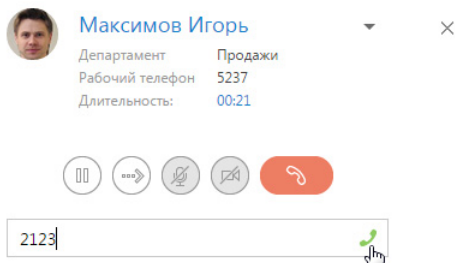 Максимов Игорь
Департамент Продажи
Рабочий телефон 5237
Длительность: 00:21
2123